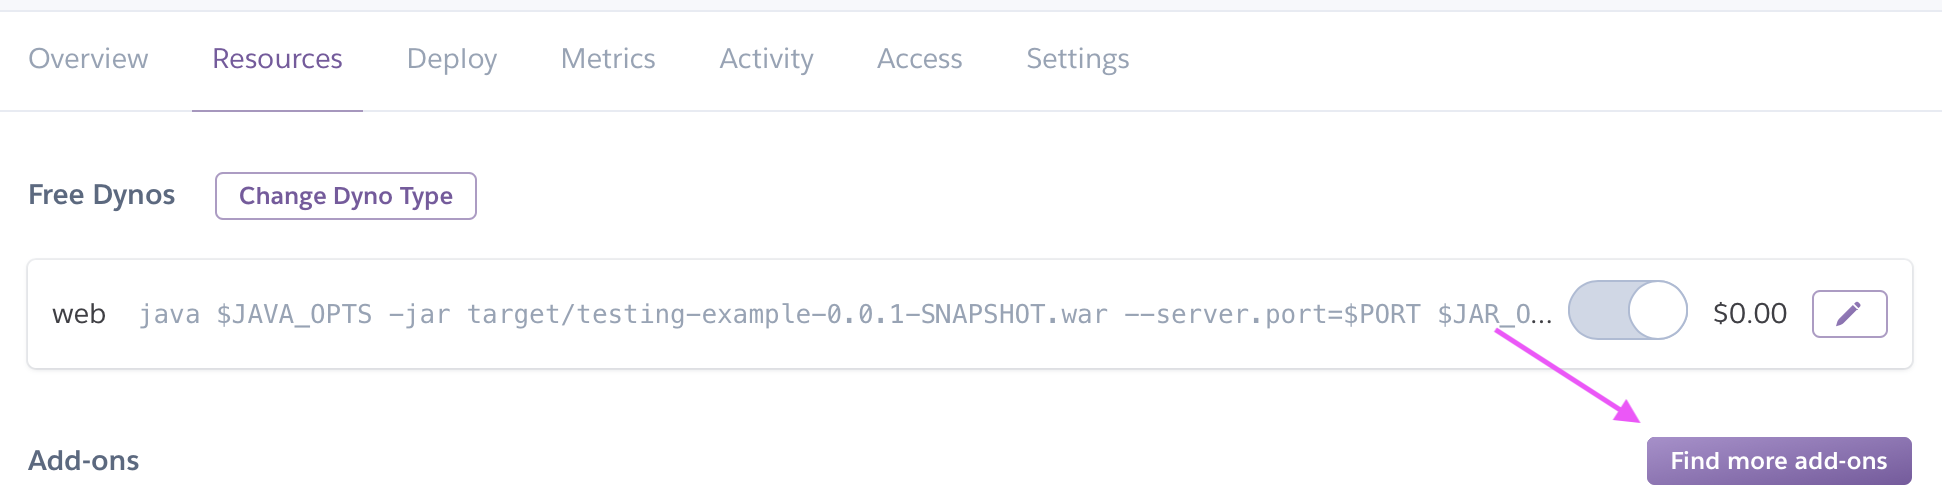 Overview Resources Deploy Metrics Activity Access Settings
Free Dynos Change Dyno Type
web java $JAVA_OPTS -jar target/testing-example-0.0.1-SNAPSHOT.war --server.port=$PORT $JAR_O... $0.00
Add-ons Find more add-ons